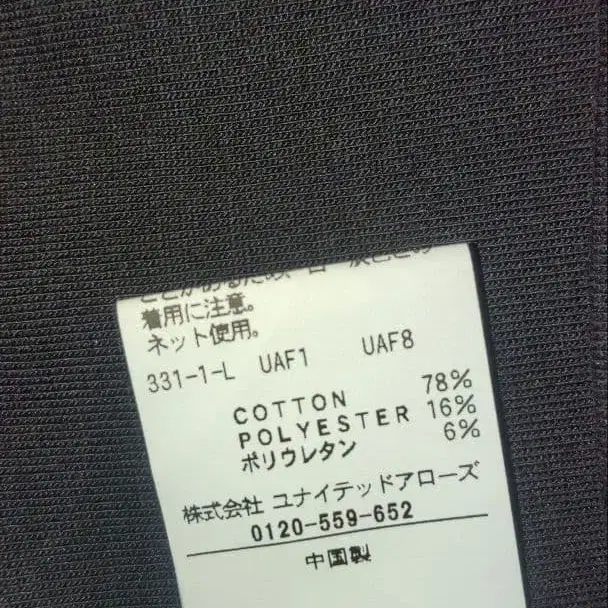 着用に注意。
ネット使用。
331-1-L UAF1 UAF8
COTTON 78%
POLYESTER 16%
ポリウレタン 6%
株式会社 ユナイテッドアローズ
0120-559-652
中国製